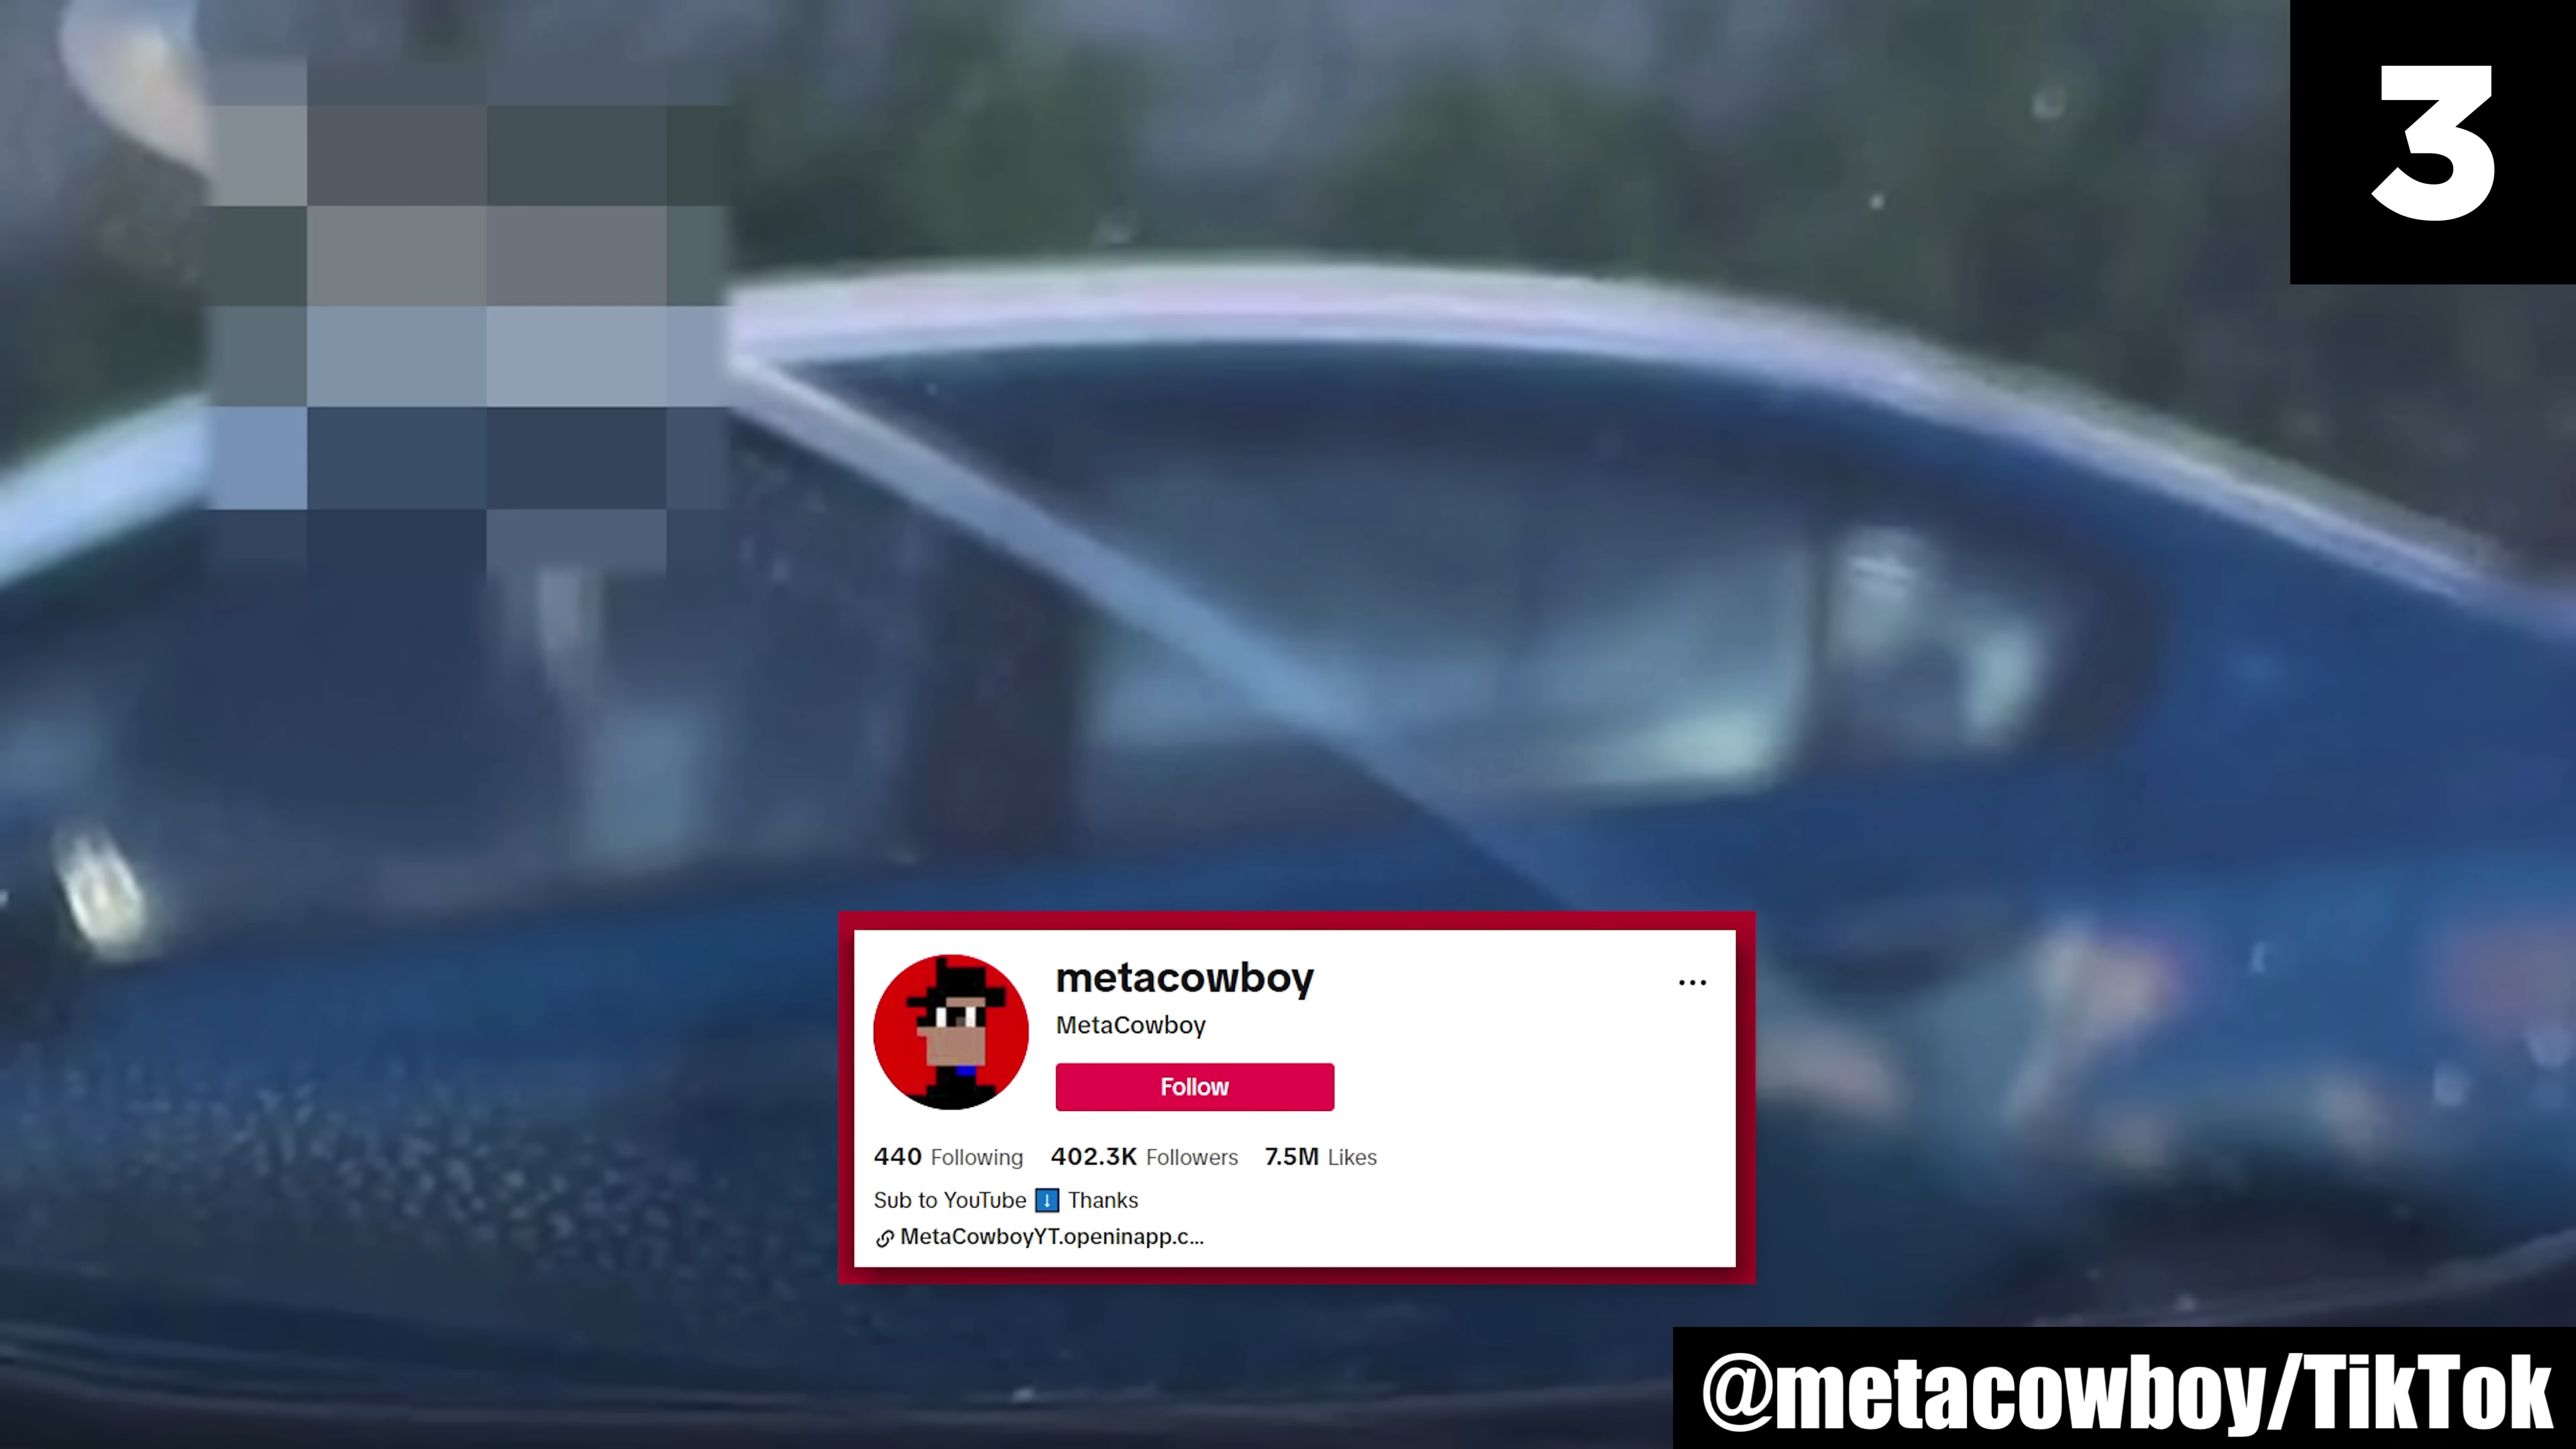 3
metacowboy
...
MetaCowboy
Follow
440 Following 402.3K Followers 7.5M Likes
Sub to YouTube ⬇️ Thanks
MetaCowboyYT.openinapp.c...
@metacowboy/TikTok